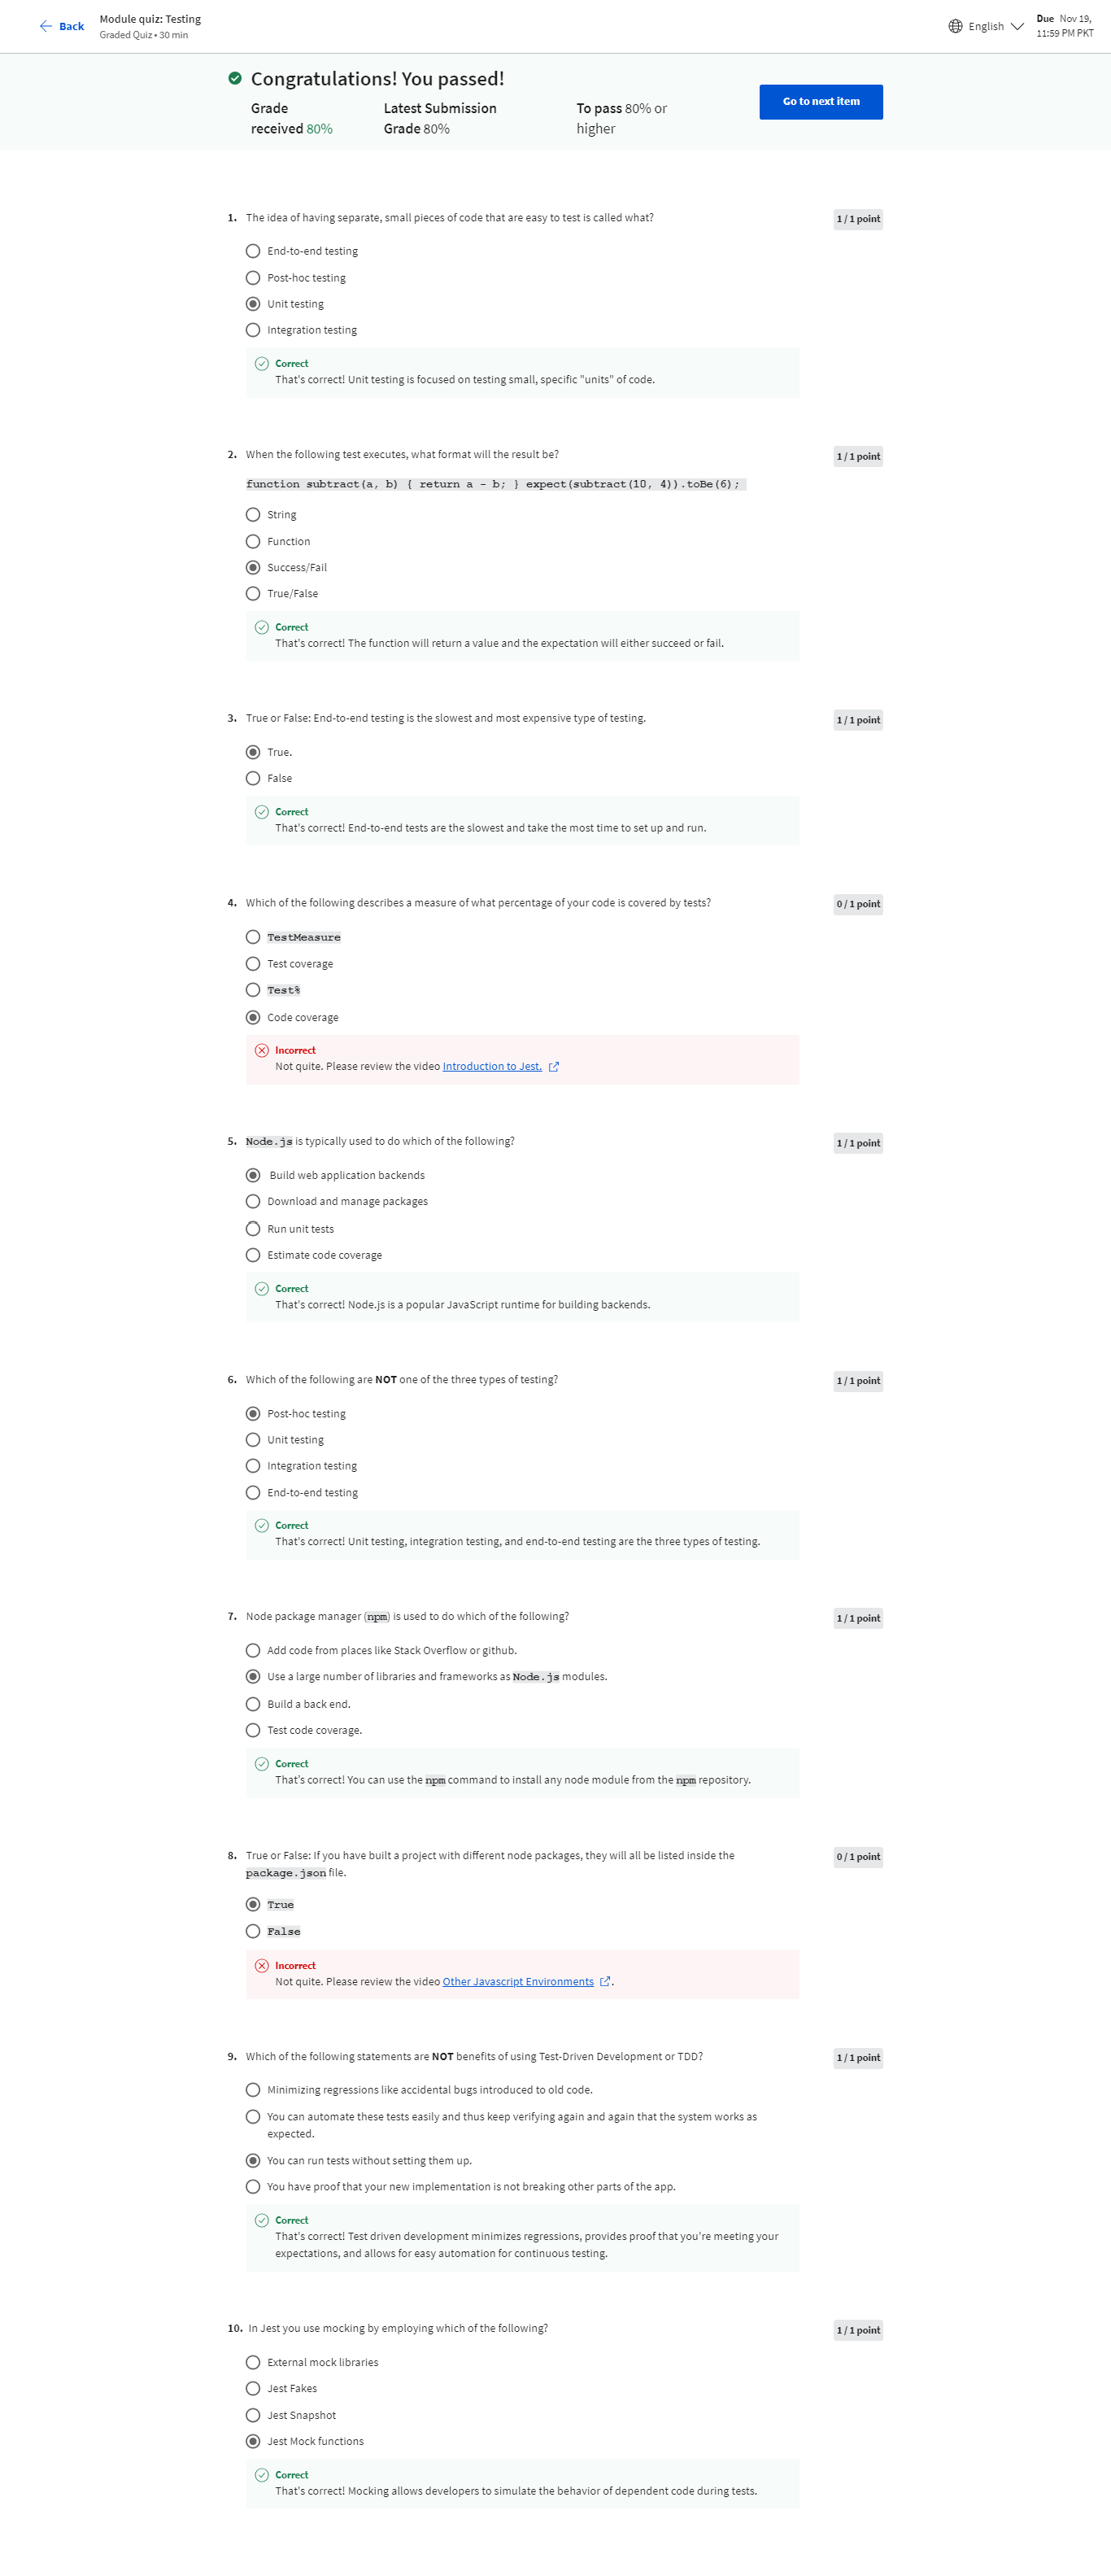 Back
Module quiz: Testing
Graded Quiz • 30 min
English
Due Nov 19,
11:59 PM PKT
Congratulations! You passed!
Grade
received 80%
Latest Submission
Grade 80%
To pass 80% or
higher
Go to next item
1. The idea of having separate, small pieces of code that are easy to test is called what?
1 / 1 point
End-to-end testing
Post-hoc testing
Unit testing
Integration testing
Correct
That's correct! Unit testing is focused on testing small, specific "units" of code.
2. When the following test executes, what format will the result be?
1 / 1 point
function subtract(a, b) { return a - b; } expect(subtract(10, 4)).toBe(6);
String
Function
Success/Fail
True/False
Correct
That's correct! The function will return a value and the expectation will either succeed or fail.
3. True or False: End-to-end testing is the slowest and most expensive type of testing.
1 / 1 point
True.
False
Correct
That's correct! End-to-end tests are the slowest and take the most time to set up and run.
4. Which of the following describes a measure of what percentage of your code is covered by tests?
0 / 1 point
TestMeasure
Test coverage
Test%
Code coverage
Incorrect
Not quite. Please review the video Introduction to Jest.
5. Node.js is typically used to do which of the following?
1 / 1 point
Build web application backends
Download and manage packages
Run unit tests
Estimate code coverage
Correct
That's correct! Node.js is a popular JavaScript runtime for building backends.
6. Which of the following are NOT one of the three types of testing?
1 / 1 point
Post-hoc testing
Unit testing
Integration testing
End-to-end testing
Correct
That's correct! Unit testing, integration testing, and end-to-end testing are the three types of testing.
7. Node package manager (npm) is used to do which of the following?
1 / 1 point
Add code from places like Stack Overflow or github.
Use a large number of libraries and frameworks as Node.js modules.
Build a back end.
Test code coverage.
Correct
That's correct! You can use the npm command to install any node module from the npm repository.
8. True or False: If you have built a project with different node packages, they will all be listed inside the
package.json file.
0 / 1 point
True
False
Incorrect
Not quite. Please review the video Other Javascript Environments .
9. Which of the following statements are NOT benefits of using Test-Driven Development or TDD?
1 / 1 point
Minimizing regressions like accidental bugs introduced to old code.
You can automate these tests easily and thus keep verifying again and again that the system works as
expected.
You can run tests without setting them up.
You have proof that your new implementation is not breaking other parts of the app.
Correct
That's correct! Test driven development minimizes regressions, provides proof that you're meeting your
expectations, and allows for easy automation for continuous testing.
10. In Jest you use mocking by employing which of the following?
1 / 1 point
External mock libraries
Jest Fakes
Jest Snapshot
Jest Mock functions
Correct
That's correct! Mocking allows developers to simulate the behavior of dependent code during tests.